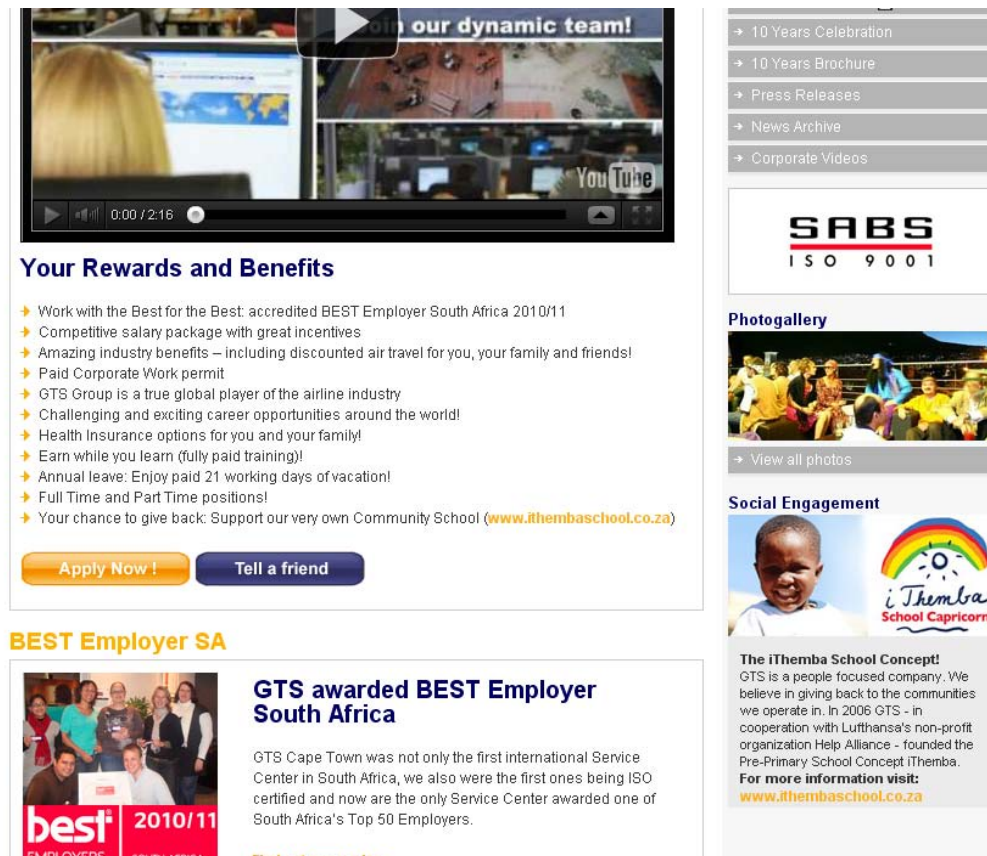 our dynamic team!
You Tube
0:00 / 2:16
Your Rewards and Benefits
Work with the Best for the Best: accredited BEST Employer South Africa 2010/11
Competitive salary package with great incentives
Amazing industry benefits – including discounted air travel for you, your family and friends!
Paid Corporate Work permit
GTS Group is a true global player of the airline industry
Challenging and exciting career opportunities around the world!
Health Insurance options for you and your family!
Earn while you learn (fully paid training)!
Annual leave: Enjoy paid 21 working days of vacation!
Full Time and Part Time positions!
Your chance to give back: Support our very own Community School (www.ithembaschool.co.za)
Apply Now !
Tell a friend
BEST Employer SA
GTS awarded BEST Employer
South Africa
GTS Cape Town was not only the first international Service
Center in South Africa, we also were the first ones being ISO
certified and now are the only Service Center awarded one of
South Africa's Top 50 Employers.
best
2010/11
10 Years Celebration
10 Years Brochure
Press Releases
News Archive
Corporate Videos
SABS
ISO 9001
Photogallery
View all photos
Social Engagement
i Themba
School Capricorn
The iThemba School Concept!
GTS is a people focused company. We
believe in giving back to the communities
we operate in. In 2006 GTS - in
cooperation with Lufthansa's non-profit
organization Help Alliance - founded the
Pre-Primary School Concept iThemba.
For more information visit:
www.ithembaschool.co.za